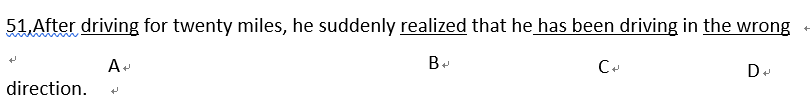 51,After driving for twenty miles, he suddenly realized that he has been driving in the wrong
A B C D
direction.